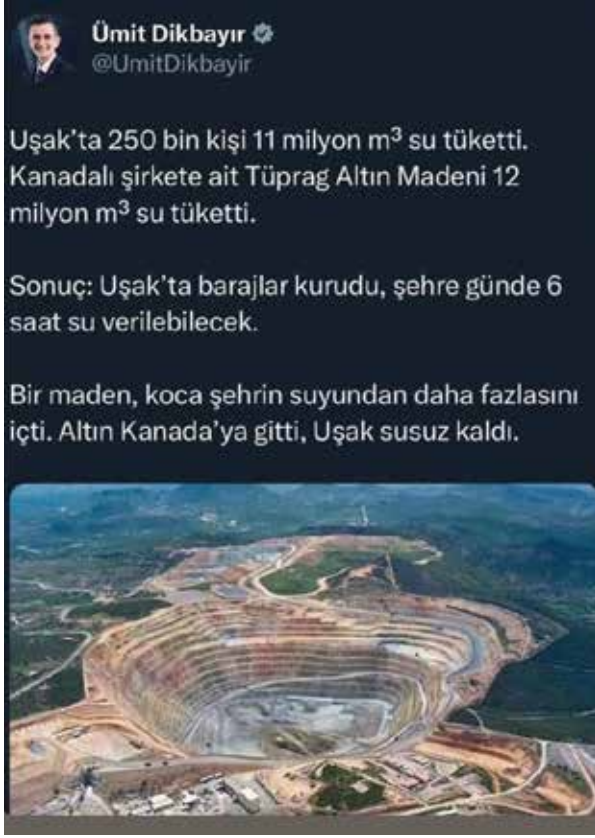 Ümit Dikbayır
@UmitDikbayir
Uşak'ta 250 bin kişi 11 milyon m³ su tüketti.
Kanadalı şirkete ait Tüprag Altın Madeni 12
milyon m³ su tüketti.
Sonuç: Uşak'ta barajlar kurudu, şehre günde 6
saat su verilebilecek.
Bir maden, koca şehrin suyundan daha fazlasını
içti. Altın Kanada'ya gitti, Uşak susuz kaldı.